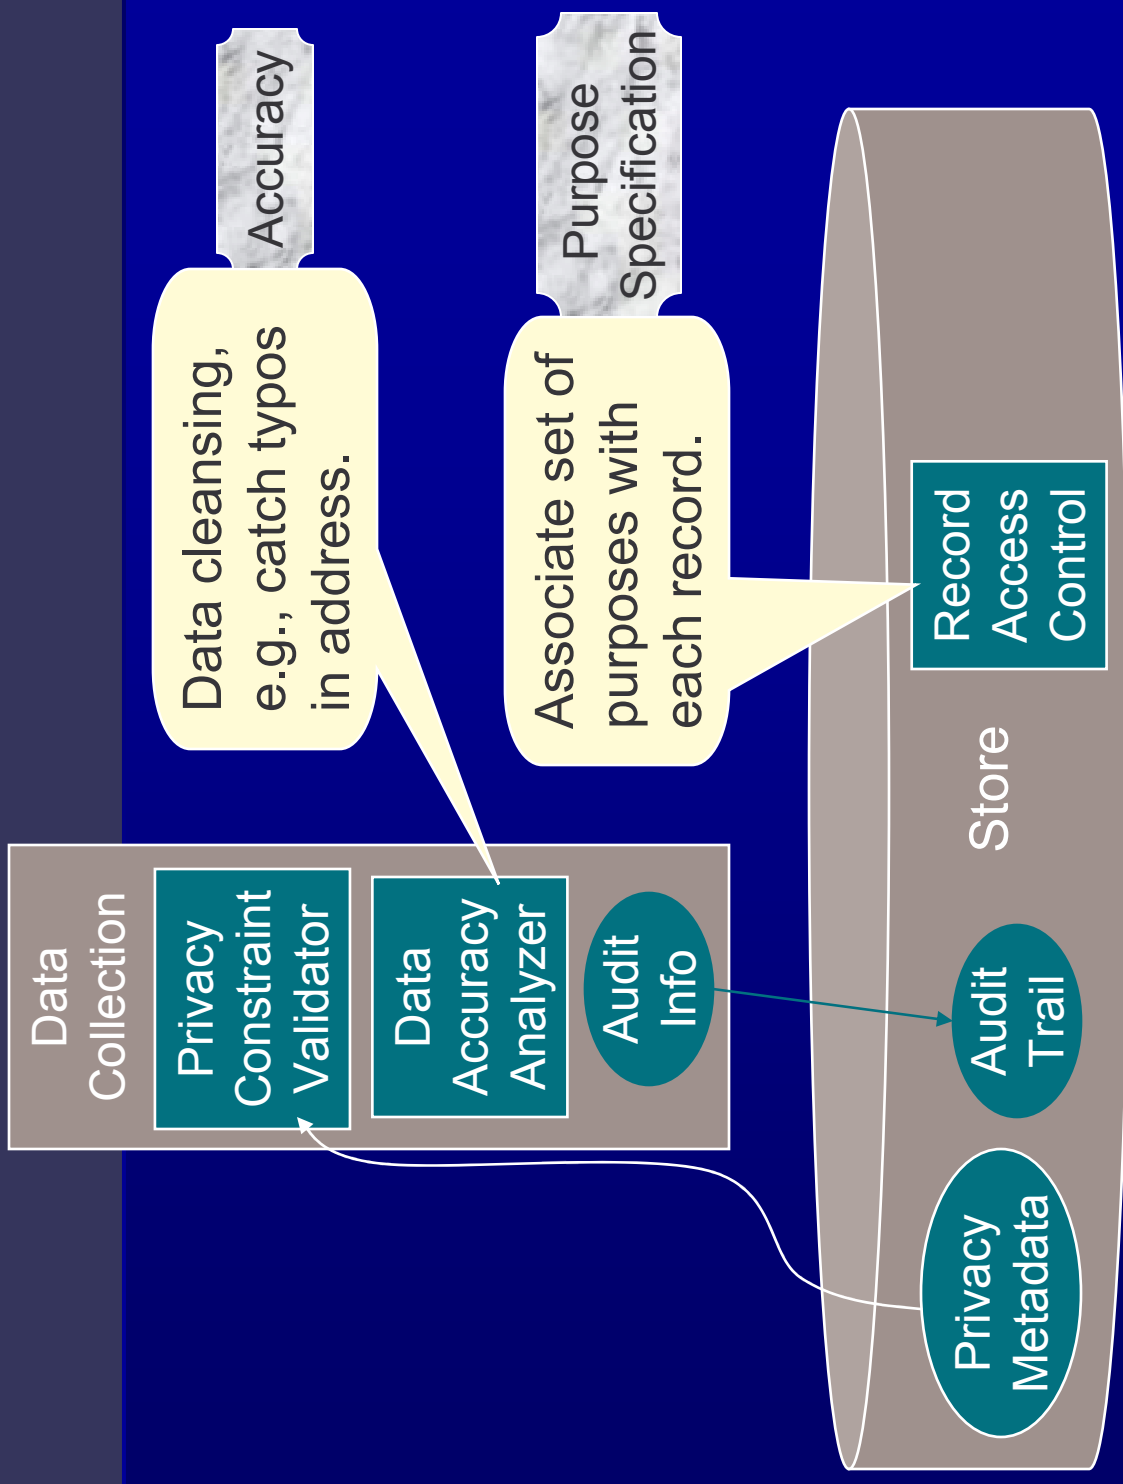 Data
Collection
Privacy
Constraint
Validator
Data
Accuracy
Analyzer
Audit
Info
Data cleansing,
e.g., catch typos
in address.
Accuracy
Associate set of
purposes with
each record.
Purpose
Specification
Privacy
Metadata
Audit
Trail
Store
Record
Access
Control